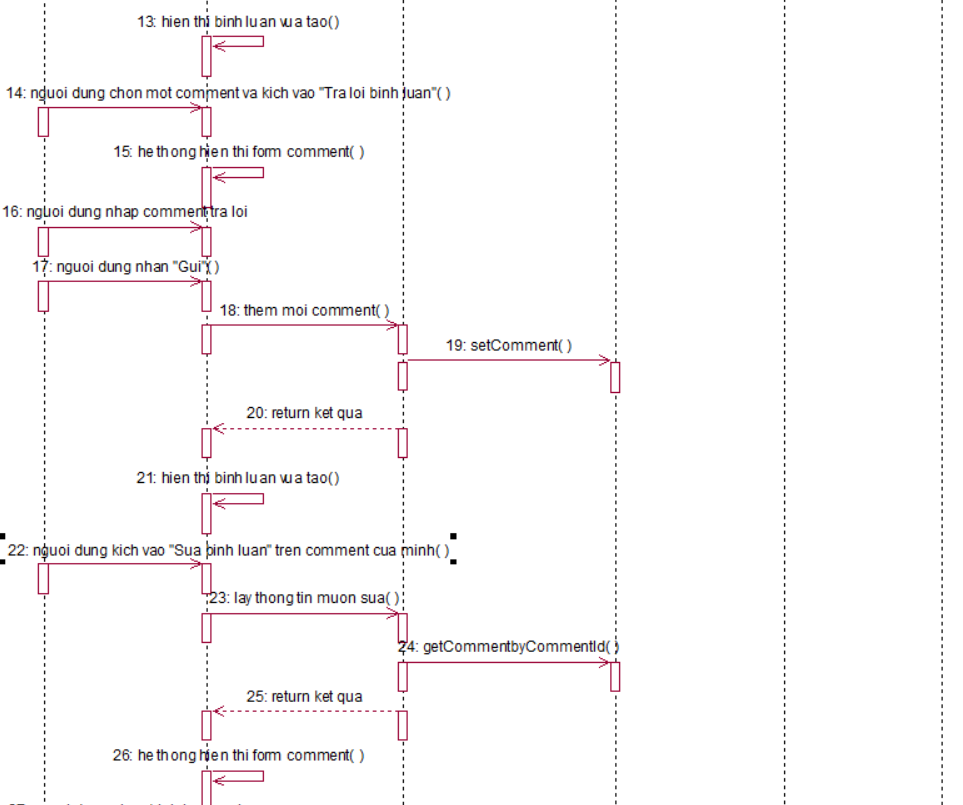 13: hien thi binh luan vua tao()
14: nguoi dung chon mot comment va kich vao "Tra loi binh luan"( )
15: he thong hien thi form comment( )
16: nguoi dung nhap comment tra loi
17: nguoi dung nhan "Gui"( )
18: them moi comment( )
19: setComment( )
20: return ket qua
21: hien thi binh luan vua tao()
22: nguoi dung kich vao "Sua binh luan" tren comment cua minh( )
23: lay thong tin muon sua( )
24: getCommentbyCommentId( )
25: return ket qua
26: he thong hien thi form comment( )